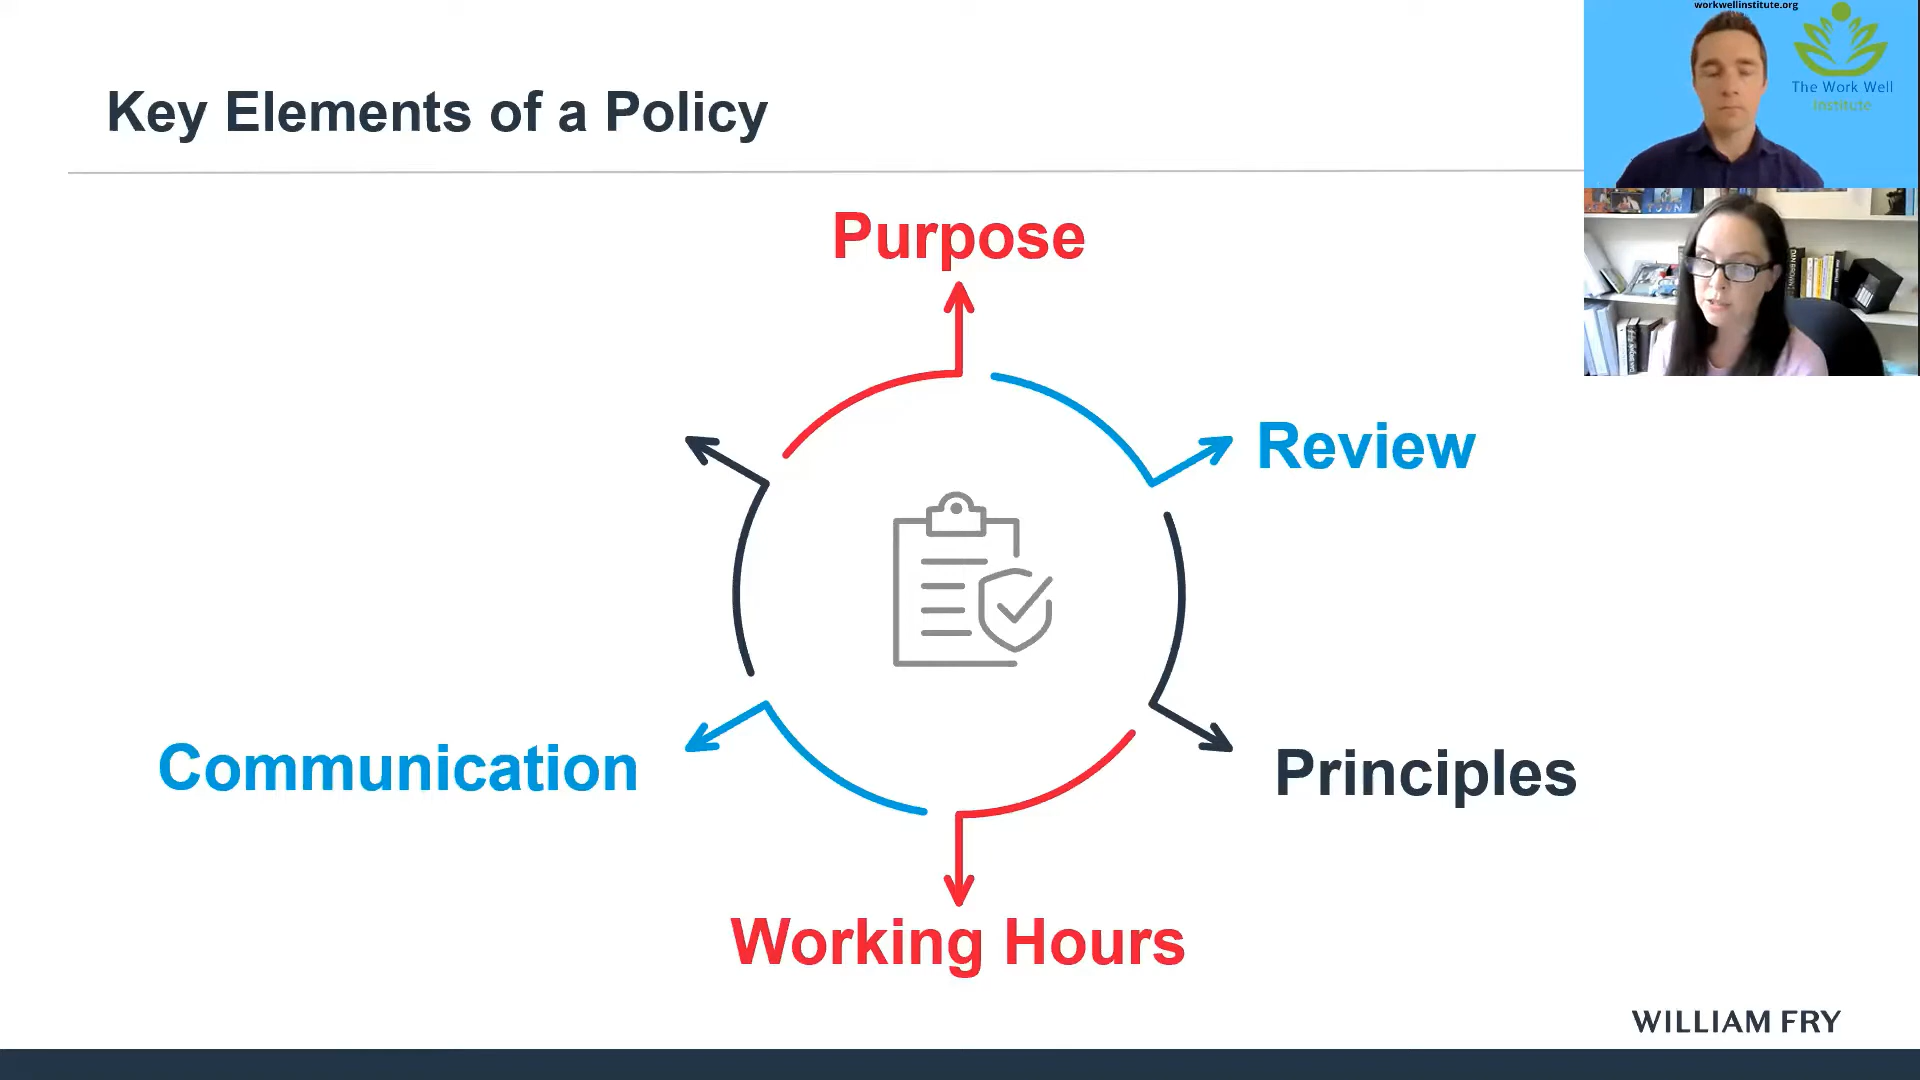 workwellinstitute.org
The Work Well
Institute
Key Elements of a Policy
Purpose
Review
Communication
Principles
Working Hours
WILLIAM FRY